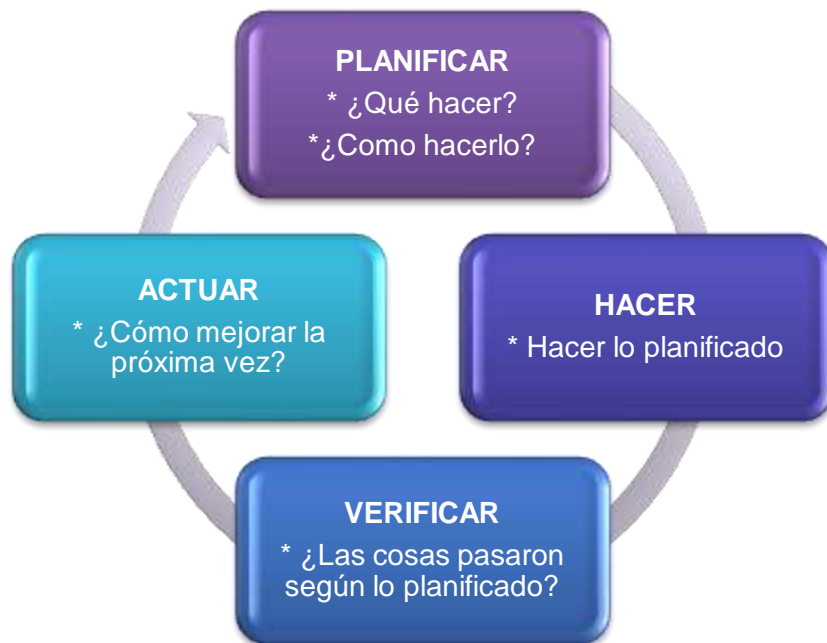 PLANIFICAR
* ¿Qué hacer?
*¿Como hacerlo?
HACER
* Hacer lo planificado
VERIFICAR
* ¿Las cosas pasaron
según lo planificado?
ACTUAR
* ¿Cómo mejorar la
próxima vez?